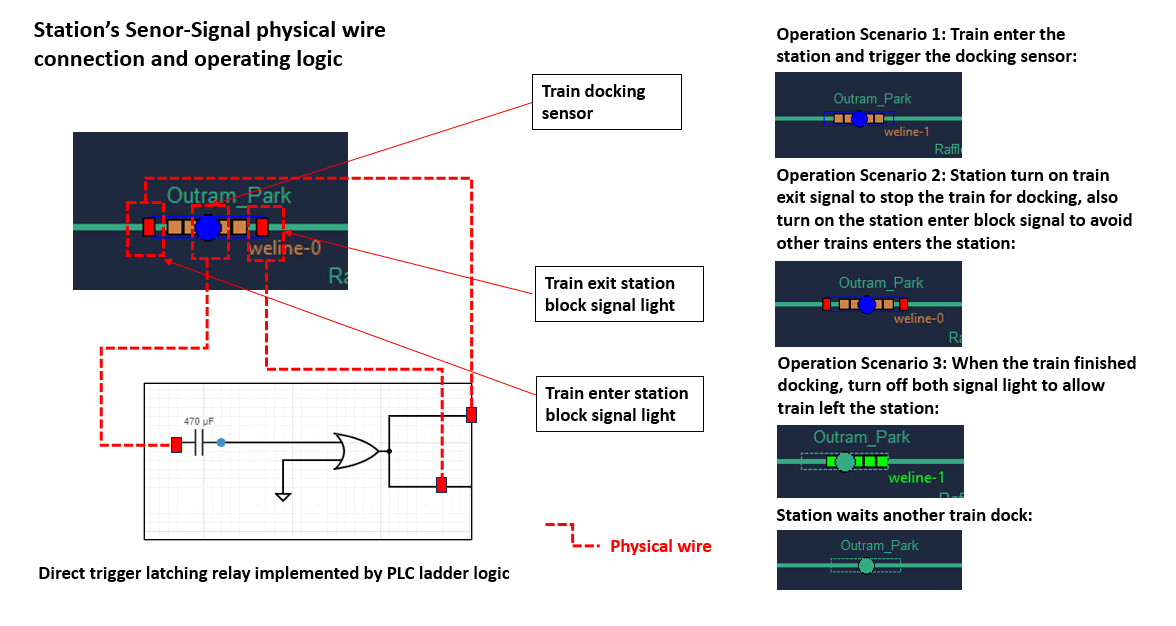 Station's Senor-Signal physical wire
connection and operating logic
Train docking
sensor
Outram_Park
weline-0
Ra
Train exit station
block signal light
Train enter station
block signal light
470 µF
Physical wire
Direct trigger latching relay implemented by PLC ladder logic
Operation Scenario 1: Train enter the
station and trigger the docking sensor:
Outram_Park
weline-1
Raffl
Operation Scenario 2: Station turn on train
exit signal to stop the train for docking, also
turn on the station enter block signal to avoid
other trains enters the station:
Outram_Park
weline-0
Ra
Operation Scenario 3: When the train finished
docking, turn off both signal light to allow
train left the station:
Outram_Park
weline-1
Station waits another train dock:
Outram_Park